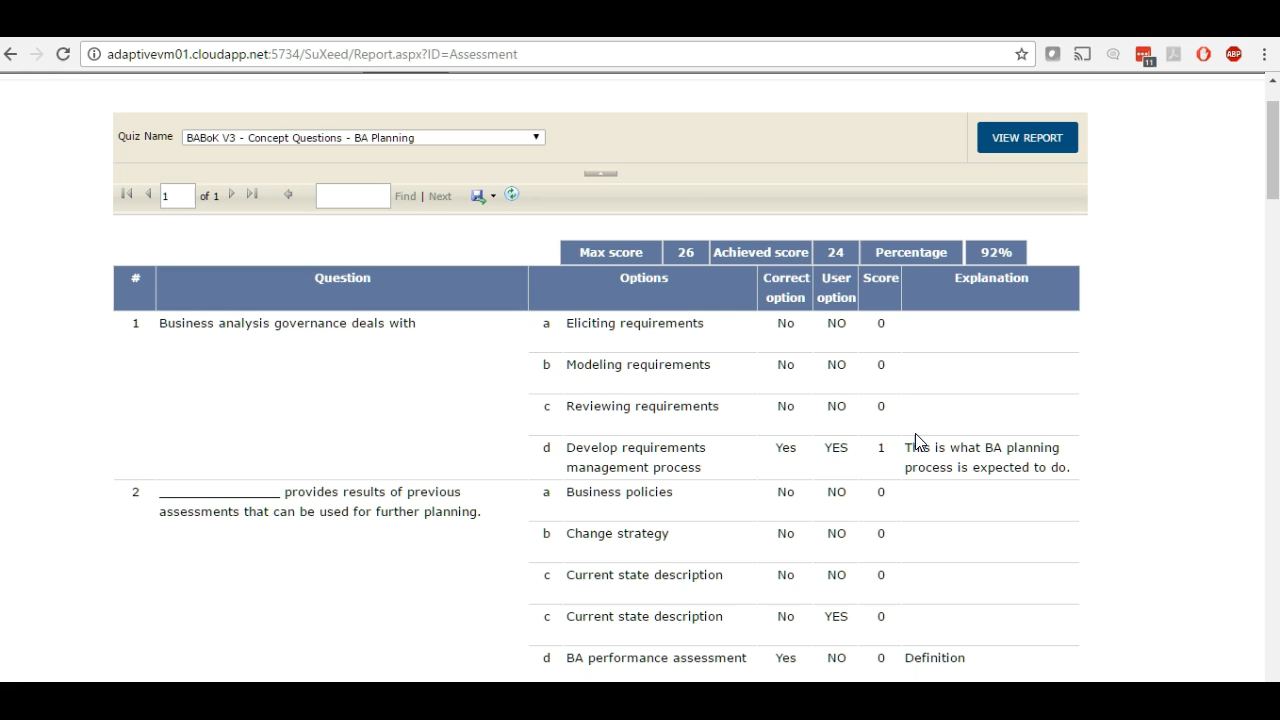 adaptivevm01.cloudapp.net:5734/SuXeed/Report.aspx?ID=Assessment
11
ABP
Quiz Name BABoK V3 - Concept Questions - BA Planning
VIEW REPORT
1 of 1 Find | Next
Max score 26 Achieved score 24 Percentage 92%
# Question Options Correct option User option Score Explanation
1 Business analysis governance deals with a Eliciting requirements No NO 0
b Modeling requirements No NO 0
c Reviewing requirements No NO 0
d Develop requirements Yes YES 1 This is what BA planning
management process process is expected to do.
2 _________________ provides results of previous a Business policies No NO 0
assessments that can be used for further planning.
b Change strategy No NO 0
c Current state description No NO 0
c Current state description No YES 0
d BA performance assessment Yes NO 0 Definition